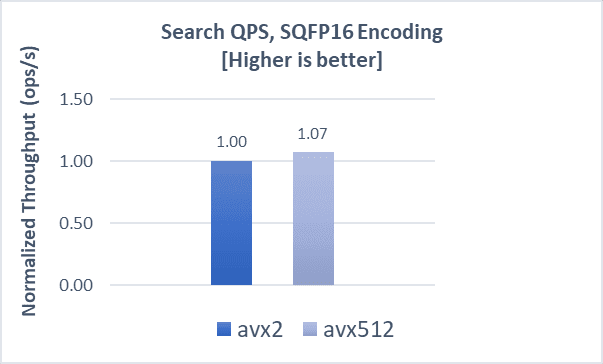 Search QPS, SQFP16 Encoding
[Higher is better]
Normalized Throughput (ops/s)
1.50
1.00
0.50
0.00
1.00
1.07
avx2
avx512